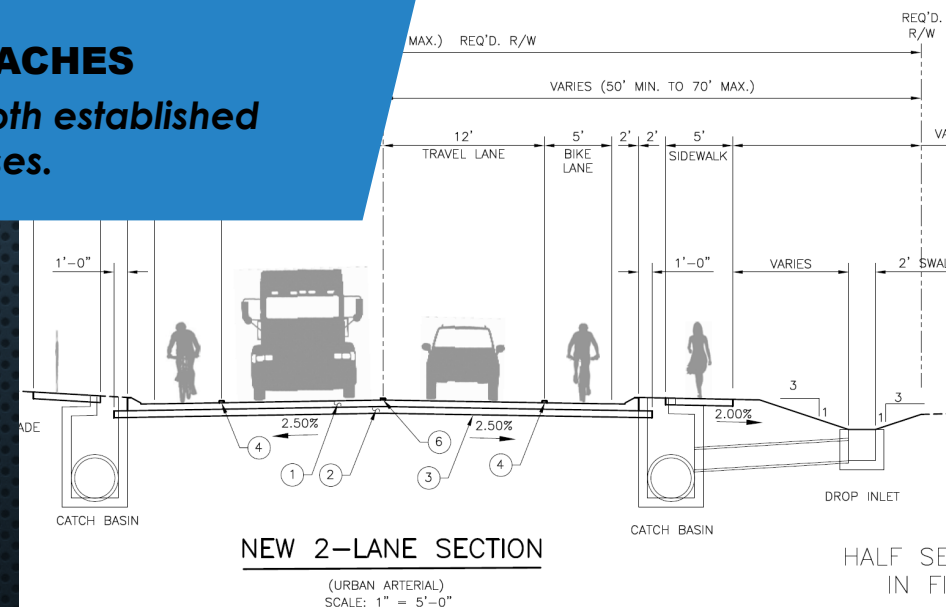 ACHES
oth established
ses.
MAX.) REQ'D. R/W
REQ'D.
R/W
VARIES (50' MIN. TO 70' MAX.)
12'
TRAVEL LANE
5'
BIKE
LANE
2'
2'
5'
SIDEWALK
VA
1'-0"
1'-0"
VARIES
2' SWAL
3
1
1
3
ADE
4
2.50%
1
2
2.50%
3
6
4
2.00%
CATCH BASIN
CATCH BASIN
DROP INLET
NEW 2-LANE SECTION
(URBAN ARTERIAL)
SCALE: 1" = 5'-0"
HALF SE
IN FI